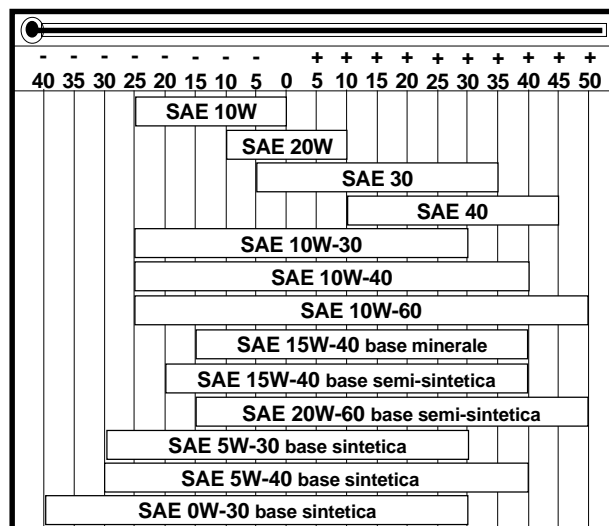 - - - - - - - - + + + + + + + + + +
40 35 30 25 20 15 10 5 0 5 10 15 20 25 30 35 40 45 50
SAE 10W
SAE 20W
SAE 30
SAE 40
SAE 10W-30
SAE 10W-40
SAE 10W-60
SAE 15W-40 base minerale
SAE 15W-40 base semi-sintetica
SAE 20W-60 base semi-sintetica
SAE 5W-30 base sintetica
SAE 5W-40 base sintetica
SAE 0W-30 base sintetica